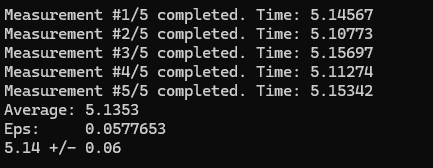 Measurement #1/5 completed. Time: 5.14567
Measurement #2/5 completed. Time: 5.10773
Measurement #3/5 completed. Time: 5.15697
Measurement #4/5 completed. Time: 5.11274
Measurement #5/5 completed. Time: 5.15342
Average: 5.1353
Eps:     0.0577653
5.14 +/- 0.06